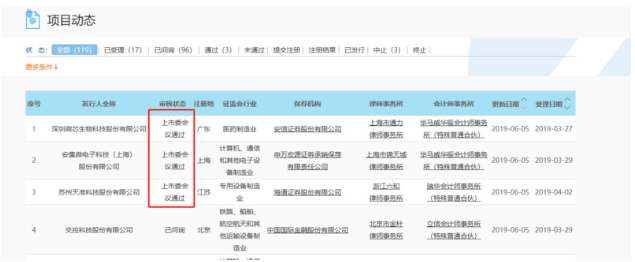 项目动态
状 态： 全部（119） 已受理（17） 已问询（96） 通过（3） 未通过 提交注册 注册结果 已发行 中止（3） 终止
更多条件↓
序号 发行人全称 审核状态 注册地 证监会行业 保荐机构 律师事务所 会计师事务所 更新日期 受理日期
1 深圳微芯生物科技股份有限公司 上市委会议通过 广东 医药制造业 安信证券股份有限公司 上海市通力律师事务所 毕马威华振会计师事务所（特殊普通合伙） 2019-06-05 2019-03-27
2 安集微电子科技（上海）股份有限公司 上市委会议通过 上海 计算机、通信和其他电子设备制造业 申万宏源证券承销保荐有限责任公司 上海市锦天城律师事务所 毕马威华振会计师事务所（特殊普通合伙） 2019-06-05 2019-03-29
3 苏州天准科技股份有限公司 上市委会议通过 江苏 专用设备制造业 海通证券股份有限公司 浙江六和律师事务所 瑞华会计师事务所（特殊普通合伙） 2019-06-05 2019-04-02
4 交控科技股份有限公司 已问询 北京 铁路、船舶、航空航天和其他运输设备制造业 中国国际金融股份有限公司 北京市金杜律师事务所 立信会计师事务所（特殊普通合伙） 2019-06-05 2019-03-29